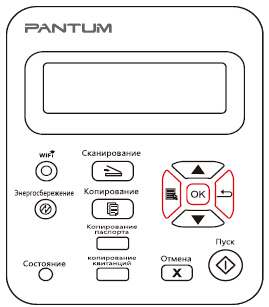 PANTUM
WiFi
Сканирование
Энергосбережение
Копирование
OK
Копирование
паспорта
Пуск
Состояние
копирование
квитанций
Отмена
X